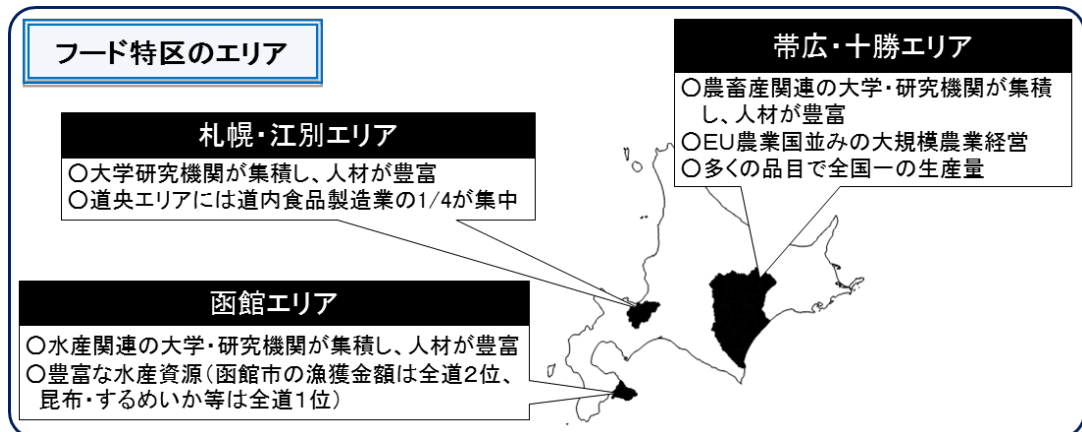 フード特区のエリア
帯広・十勝エリア
○農畜産関連の大学・研究機関が集積
し、人材が豊富
○EU農業国並みの大規模農業経営
○多くの品目で全国一の生産量
札幌・江別エリア
○大学研究機関が集積し、人材が豊富
○道央エリアには道内食品製造業の1/4が集中
函館エリア
○水産関連の大学・研究機関が集積し、人材が豊富
○豊富な水産資源(函館市の漁獲金額は全道2位、
昆布・するめいか等は全道1位)